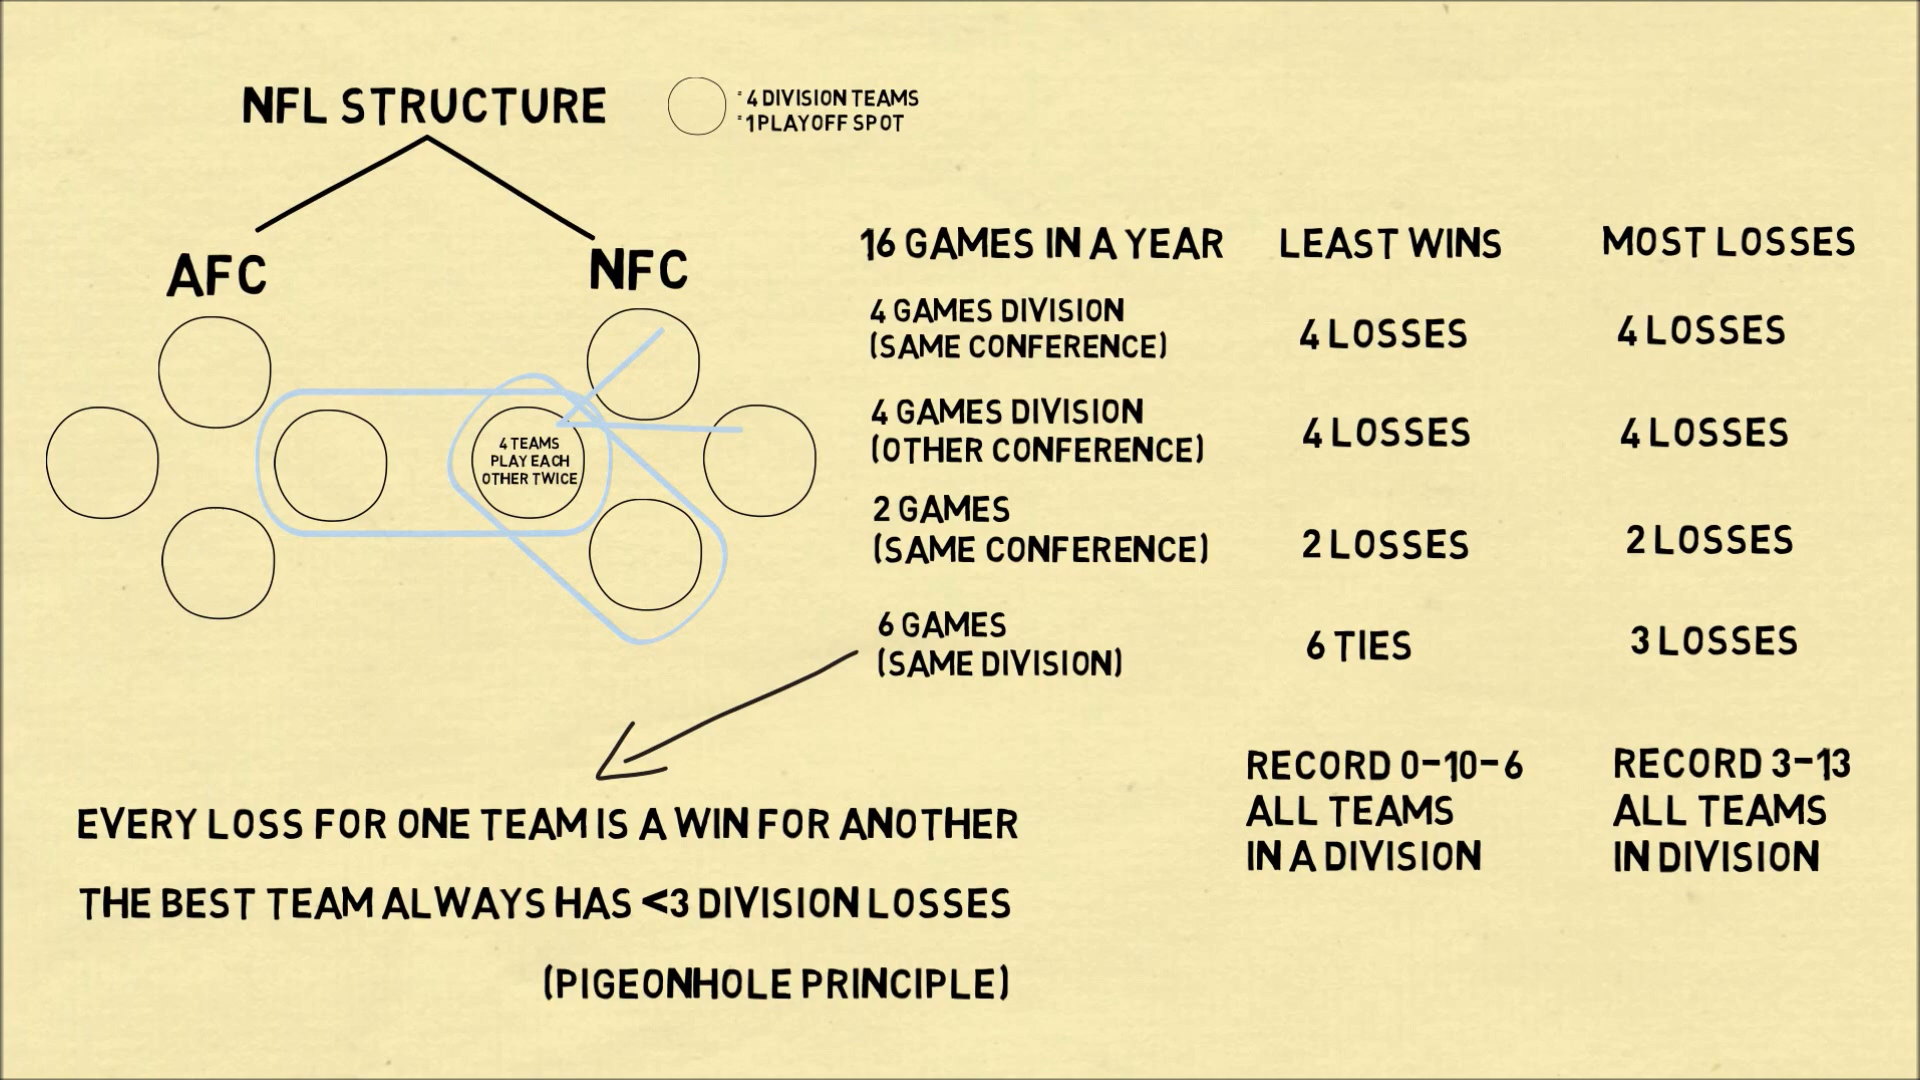 NFL STRUCTURE
* 4 DIVISION TEAMS
* 1 PLAYOFF SPOT
AFC
NFC
4 TEAMS
PLAY EACH
OTHER TWICE
16 GAMES IN A YEAR
LEAST WINS
MOST LOSSES
4 GAMES DIVISION
(SAME CONFERENCE)
4 LOSSES
4 LOSSES
4 GAMES DIVISION
(OTHER CONFERENCE)
4 LOSSES
4 LOSSES
2 GAMES
(SAME CONFERENCE)
2 LOSSES
2 LOSSES
6 GAMES
(SAME DIVISION)
6 TIES
3 LOSSES
EVERY LOSS FOR ONE TEAM IS A WIN FOR ANOTHER
THE BEST TEAM ALWAYS HAS <3 DIVISION LOSSES
(PIGEONHOLE PRINCIPLE)
RECORD 0-10-6
ALL TEAMS
IN A DIVISION
RECORD 3-13
ALL TEAMS
IN DIVISION